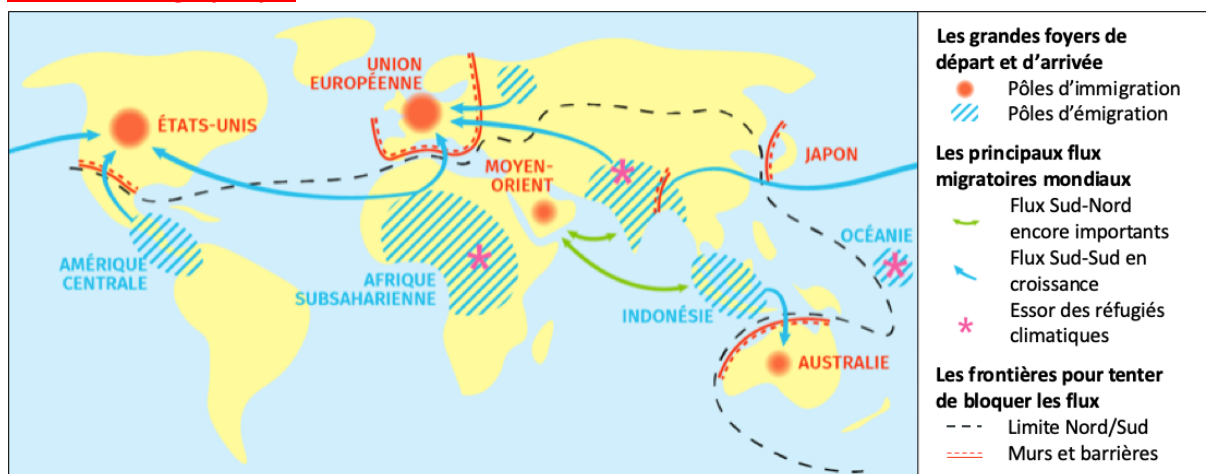 UNION
EUROPÉENNE
ÉTATS-UNIS
MOYEN-
ORIENT
JAPON
AMÉRIQUE
CENTRALE
AFRIQUE
SUBSAHARIENNE
INDONÉSIE
OCÉANIE
AUSTRALIE
Les grandes foyers de
départ et d’arrivée
Pôles d’immigration
Pôles d’émigration
Les principaux flux
migratoires mondiaux
Flux Sud-Nord
encore importants
Flux Sud-Sud en
croissance
Essor des réfugiés
climatiques
Les frontières pour tenter
de bloquer les flux
Limite Nord/Sud
Murs et barrières